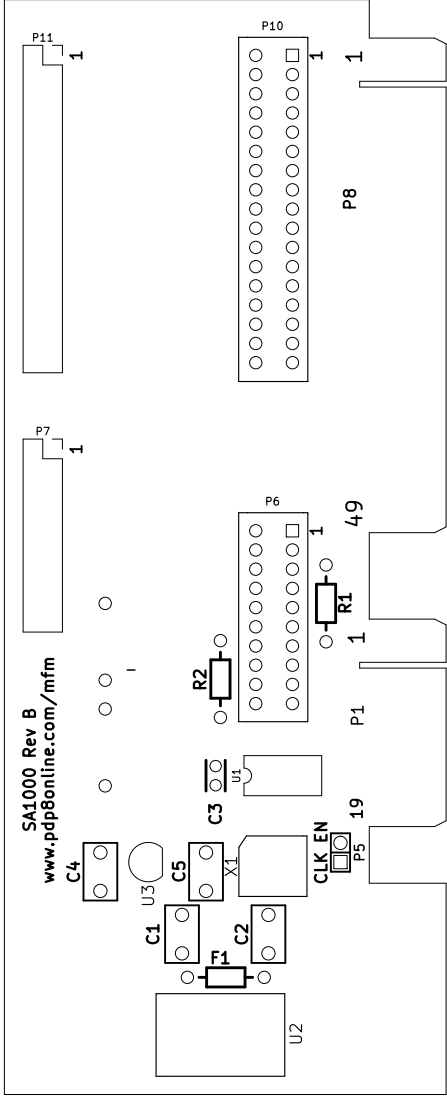 P11
1
P10
1
1
P8
P7
1
P6
1
49
R1
1
R2
SA1000 Rev B
www.pdp8online.com/mfm
P1
U1
C3
19
CLK EN
P5
C4
U3
C5
X1
C1
C2
F1
U2